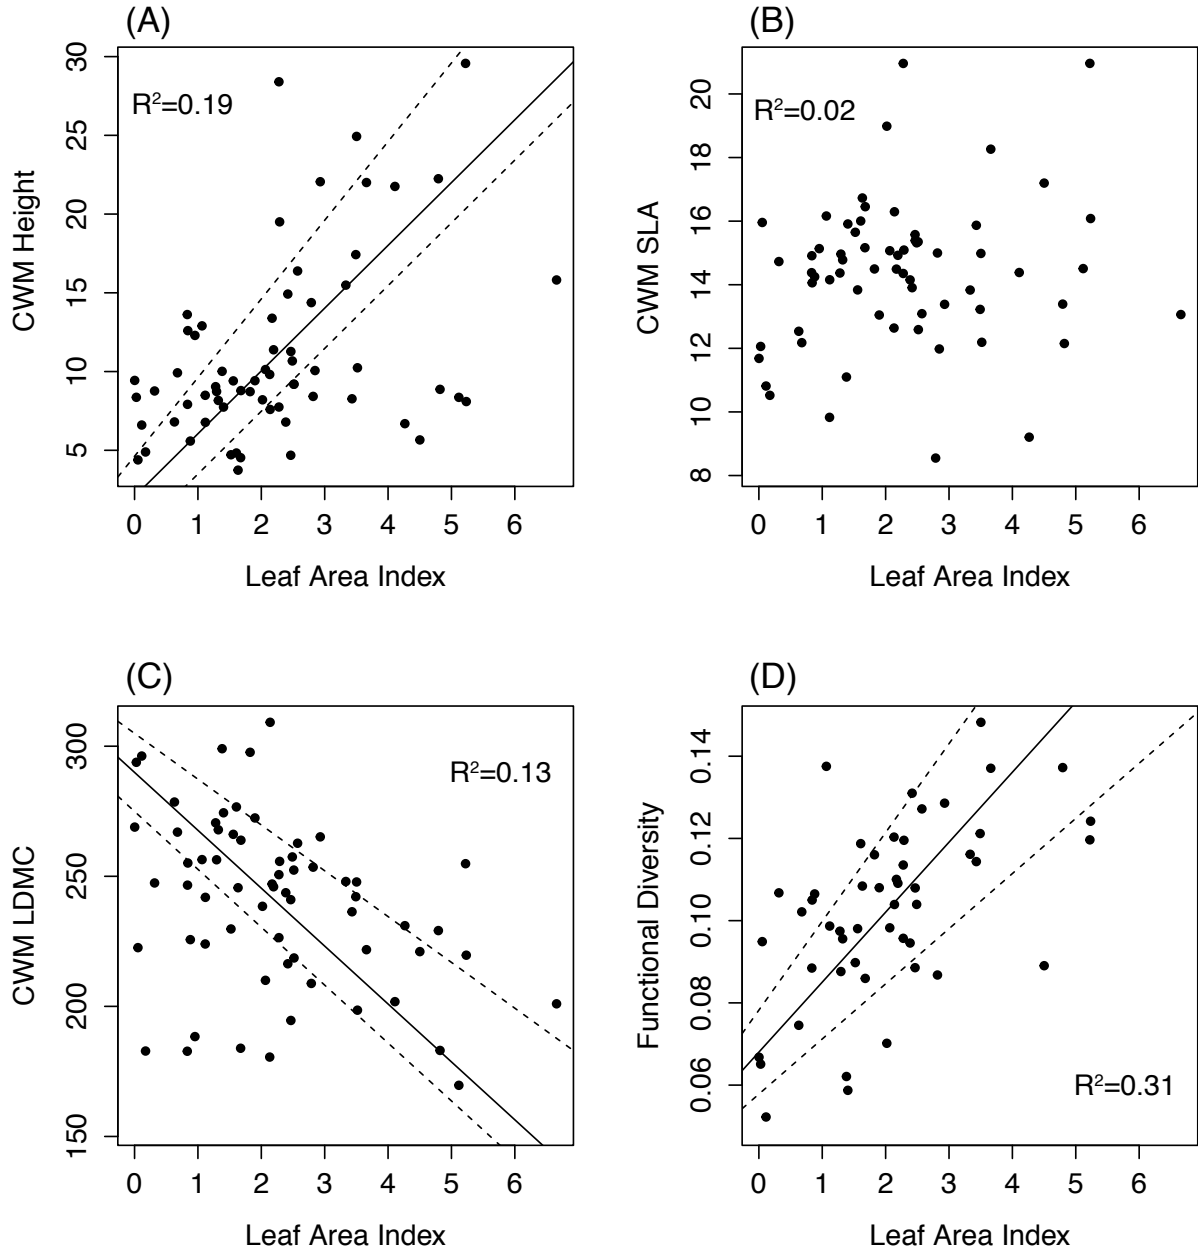 (A)
R²=0.19
CWM Height
5 10 15 20 25 30
0 1 2 3 4 5 6
Leaf Area Index
(B)
R²=0.02
CWM SLA
8 10 12 14 16 18 20
0 1 2 3 4 5 6
Leaf Area Index
(C)
R²=0.13
CWM LDMC
150 200 250 300
0 1 2 3 4 5 6
Leaf Area Index
(D)
R²=0.31
Functional Diversity
0.06 0.08 0.10 0.12 0.14
0 1 2 3 4 5 6
Leaf Area Index